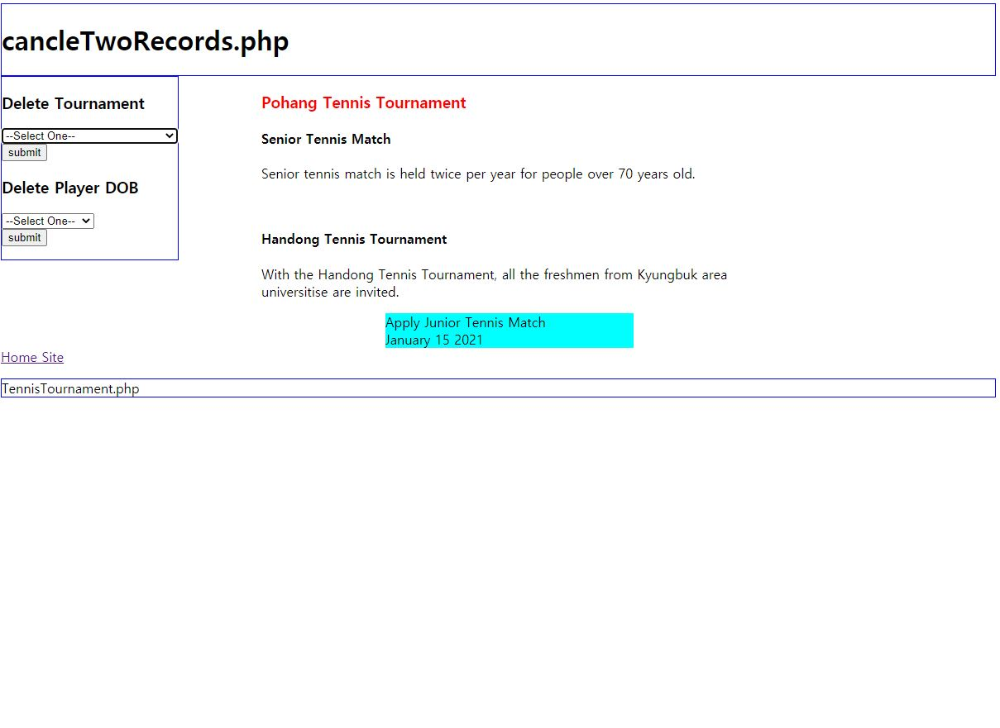 cancleTwoRecords.php
Delete Tournament
--Select One--
submit
Delete Player DOB
--Select One--
submit
Pohang Tennis Tournament
Senior Tennis Match
Senior tennis match is held twice per year for people over 70 years old.
Handong Tennis Tournament
With the Handong Tennis Tournament, all the freshmen from Kyungbuk area
universitise are invited.
Apply Junior Tennis Match
January 15 2021
Home Site
TennisTournament.php